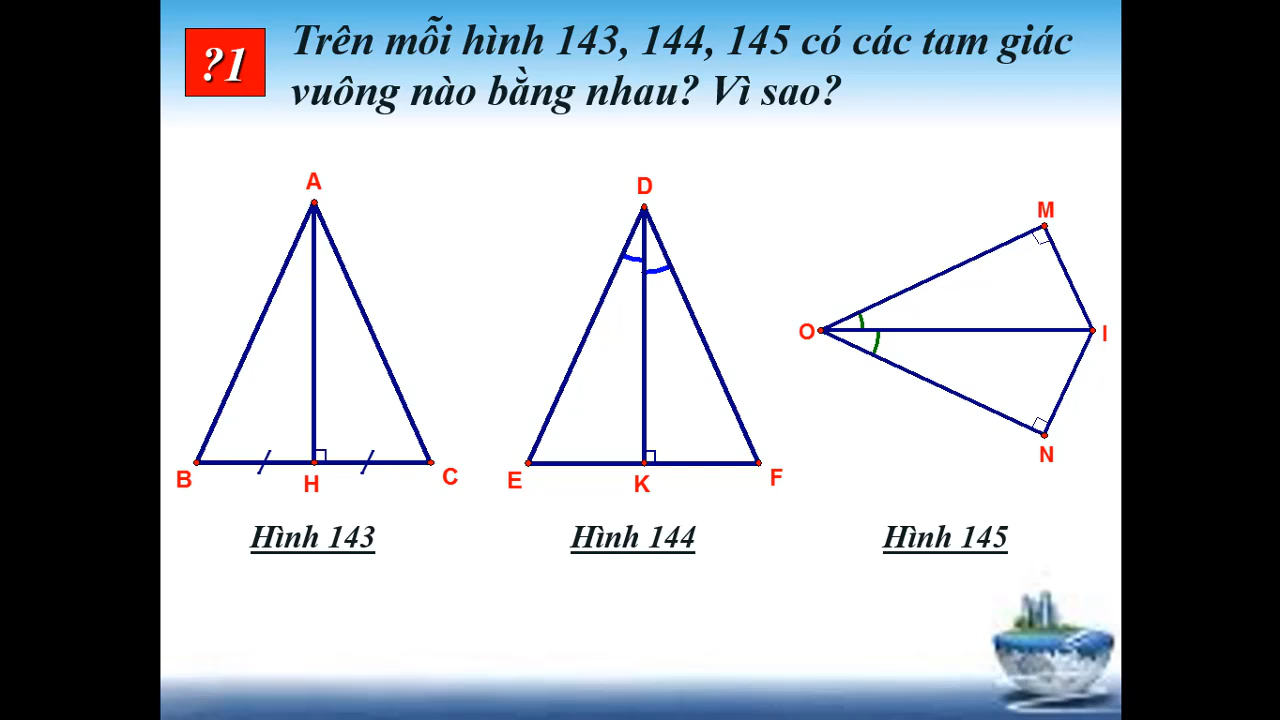 ?1
Trên mỗi hình 143, 144, 145 có các tam giác
vuông nào bằng nhau? Vì sao?
A
B
H
C
D
E
K
F
M
O
I
N
Hình 143
Hình 144
Hình 145